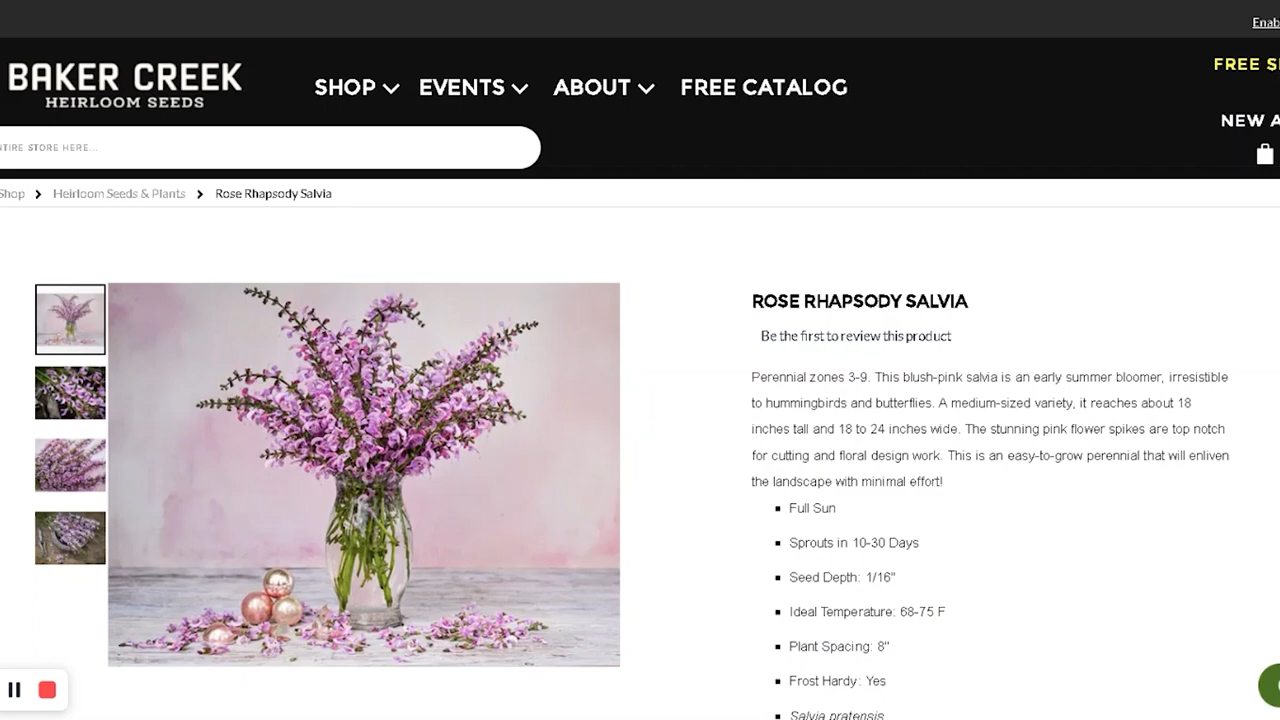 Enab
BAKER CREEK
HEIRLOOM SEEDS
SHOP EVENTS ABOUT FREE CATALOG
FREE S
NEW A
NTIRE STORE HERE...
Shop Heirloom Seeds & Plants Rose Rhapsody Salvia
ROSE RHAPSODY SALVIA
Be the first to review this product
Perennial zones 3-9. This blush-pink salvia is an early summer bloomer, irresistible
to hummingbirds and butterflies. A medium-sized variety, it reaches about 18
inches tall and 18 to 24 inches wide. The stunning pink flower spikes are top notch
for cutting and floral design work. This is an easy-to-grow perennial that will enliven
the landscape with minimal effort!
Full Sun
Sprouts in 10-30 Days
Seed Depth: 1/16"
Ideal Temperature: 68-75 F
Plant Spacing: 8"
Frost Hardy: Yes
Salvia pratensis